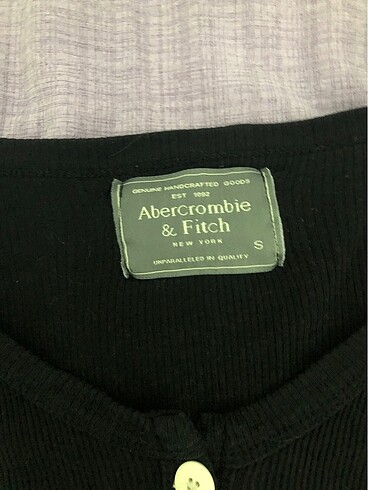 GENUINE HANDCRAFTED GOODS
EST 1892
Abercrombie
& Fitch
NEW YORK
S
UNPARALLELED IN QUALITY